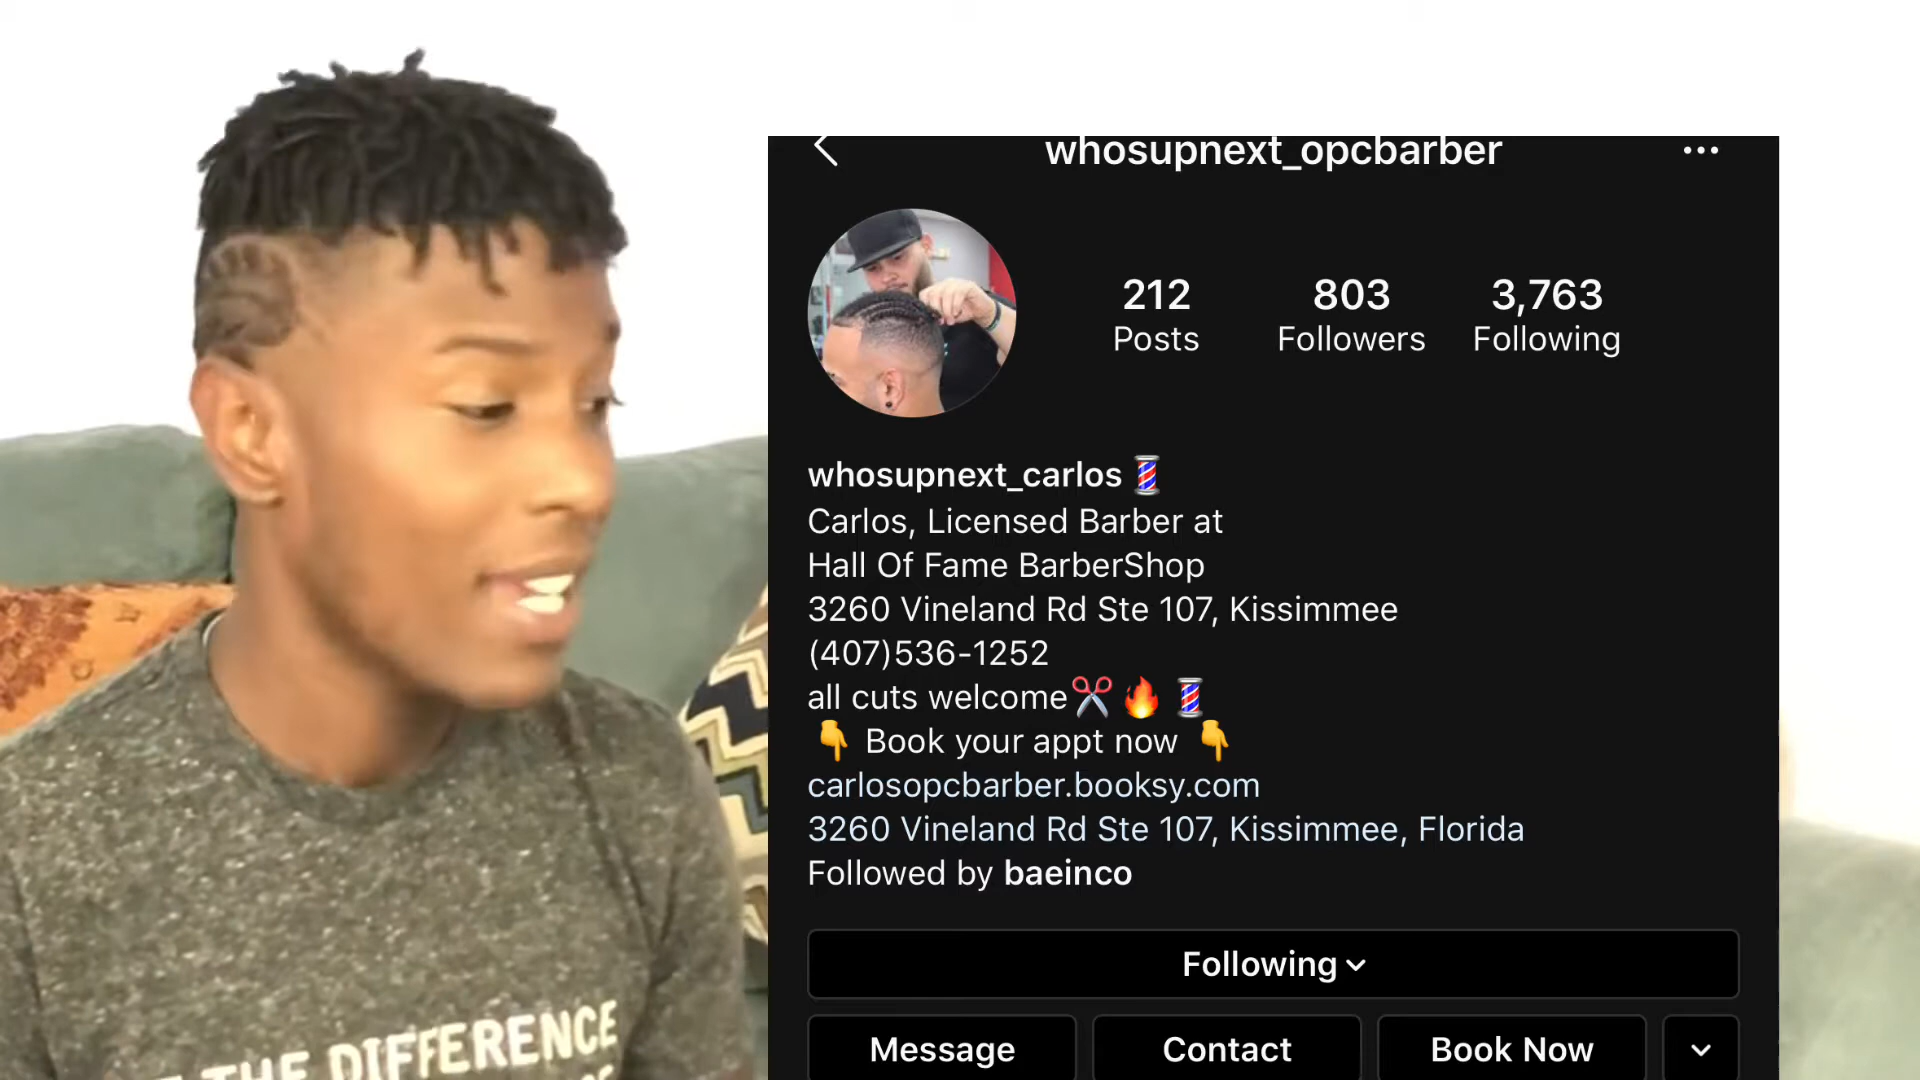 whosupnext_opcbarber
212
Posts
803
Followers
3,763
Following
whosupnext_carlos💈
Carlos, Licensed Barber at
Hall Of Fame BarberShop
3260 Vineland Rd Ste 107, Kissimmee
(407)536-1252
all cuts welcome✂️🔥💈
👇 Book your appt now 👇
carlosopcbarber.booksy.com
3260 Vineland Rd Ste 107, Kissimmee, Florida
Followed by baeinco
Following
Message
Contact
Book Now
THE DIFFERENCE